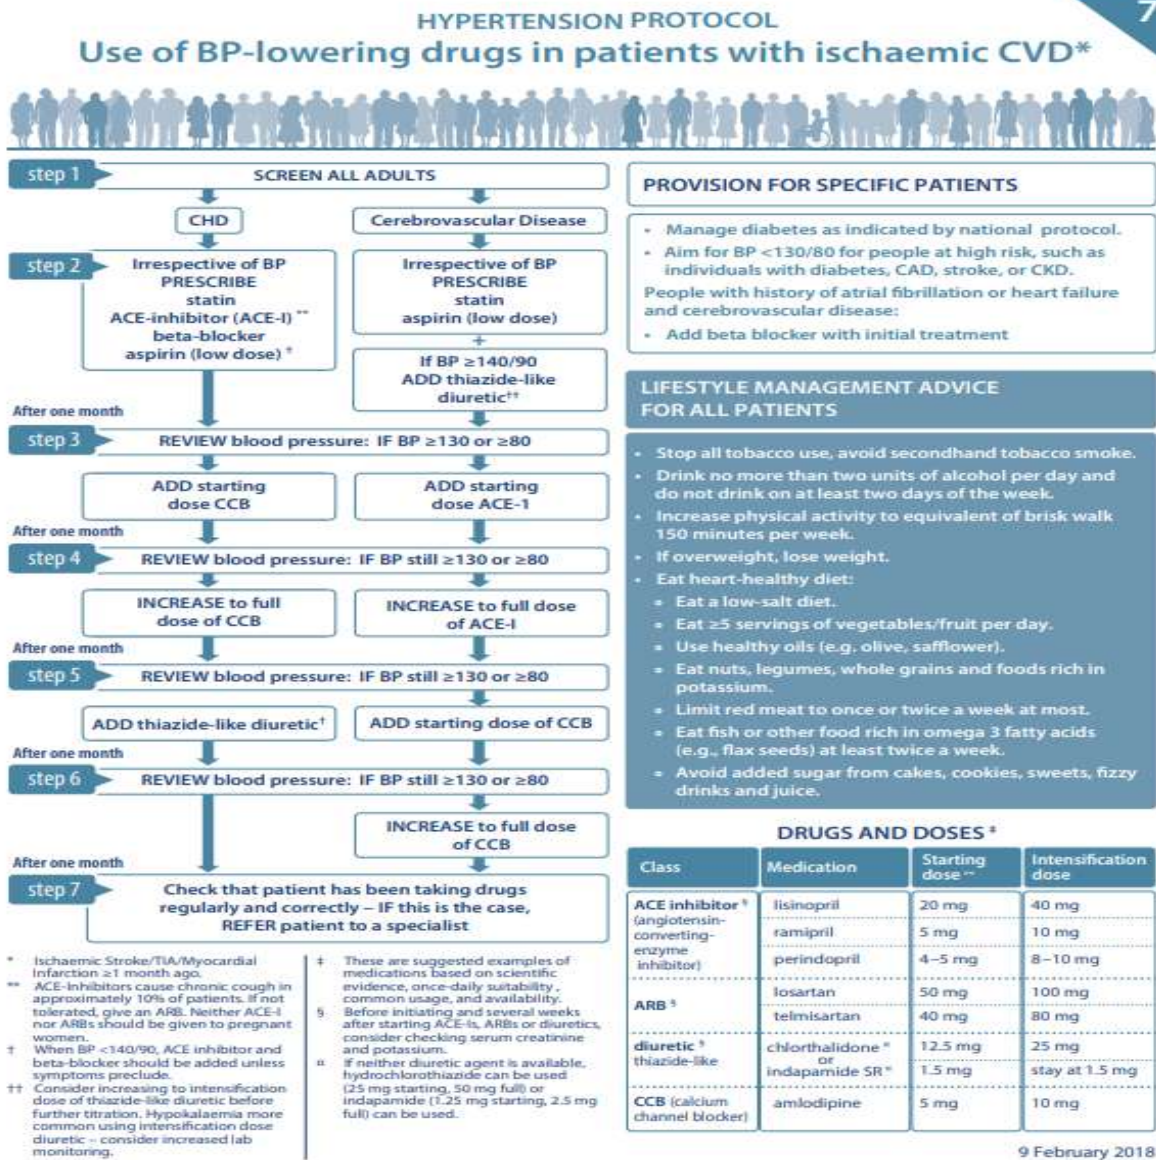 7
HYPERTENSION PROTOCOL
Use of BP-lowering drugs in patients with ischaemic CVD*
step 1
SCREEN ALL ADULTS
CHD
Cerebrovascular Disease
step 2
Irrespective of BP
PRESCRIBE
statin
ACE-inhibitor (ACE-I) **
beta-blocker
aspirin (low dose) †
Irrespective of BP
PRESCRIBE
statin
aspirin (low dose)
+
If BP ≥140/90
ADD thiazide-like
diuretic††
After one month
step 3
REVIEW blood pressure: IF BP ≥130 or ≥80
ADD starting
dose CCB
ADD starting
dose ACE-1
After one month
step 4
REVIEW blood pressure: IF BP still ≥130 or ≥80
INCREASE to full
dose of CCB
INCREASE to full dose
of ACE-I
After one month
step 5
REVIEW blood pressure: IF BP still ≥130 or ≥80
ADD thiazide-like diuretic†
ADD starting dose of CCB
After one month
step 6
REVIEW blood pressure: IF BP still ≥130 or ≥80
INCREASE to full dose
of CCB
After one month
step 7
Check that patient has been taking drugs
regularly and correctly – IF this is the case,
REFER patient to a specialist
* Ischaemic Stroke/TIA/Myocardial
Infarction ≥1 month ago.
** ACE-Inhibitors cause chronic cough in
approximately 10% of patients. If not
tolerated, give an ARB. Neither ACE-I
nor ARBs should be given to pregnant
women.
† When BP <140/90, ACE inhibitor and
beta-blocker should be added unless
symptoms preclude.
†† Consider increasing to intensification
dose of thiazide-like diuretic before
further titration. Hypokalaemia more
common using intensification dose
diuretic – consider increased lab
monitoring.
‡ These are suggested examples of
medications based on scientific
evidence, once-daily suitability,
common usage, and availability.
§ Before initiating and several weeks
after starting ACE-Is, ARBs or diuretics,
consider checking serum creatinine
and potassium.
¤ If neither diuretic agent is available,
hydrochlorothiazide can be used
(25 mg starting, 50 mg full) or
indapamide (1.25 mg starting, 2.5 mg
full) can be used.
PROVISION FOR SPECIFIC PATIENTS
• Manage diabetes as indicated by national protocol.
• Aim for BP <130/80 for people at high risk, such as
individuals with diabetes, CAD, stroke, or CKD.
People with history of atrial fibrillation or heart failure
and cerebrovascular disease:
• Add beta blocker with initial treatment
LIFESTYLE MANAGEMENT ADVICE
FOR ALL PATIENTS
• Stop all tobacco use, avoid secondhand tobacco smoke.
• Drink no more than two units of alcohol per day and
do not drink on at least two days of the week.
• Increase physical activity to equivalent of brisk walk
150 minutes per week.
• If overweight, lose weight.
• Eat heart-healthy diet:
Eat a low-salt diet.
Eat ≥5 servings of vegetables/fruit per day.
Use healthy oils (e.g. olive, safflower).
Eat nuts, legumes, whole grains and foods rich in
potassium.
Limit red meat to once or twice a week at most.
Eat fish or other food rich in omega 3 fatty acids
(e.g., flax seeds) at least twice a week.
Avoid added sugar from cakes, cookies, sweets, fizzy
drinks and juice.
DRUGS AND DOSES ‡
Class Medication Starting dose Intensification dose
ACE inhibitor § (angiotensin-converting-enzyme inhibitor) lisinopril 20 mg 40 mg
ramipril 5 mg 10 mg
perindopril 4–5 mg 8–10 mg
ARB § losartan 50 mg 100 mg
telmisartan 40 mg 80 mg
diuretic § thiazide-like chlorthalidone ¤ 12.5 mg 25 mg
or
indapamide SR ¤ 1.5 mg stay at 1.5 mg
CCB (calcium channel blocker) amlodipine 5 mg 10 mg
9 February 2018